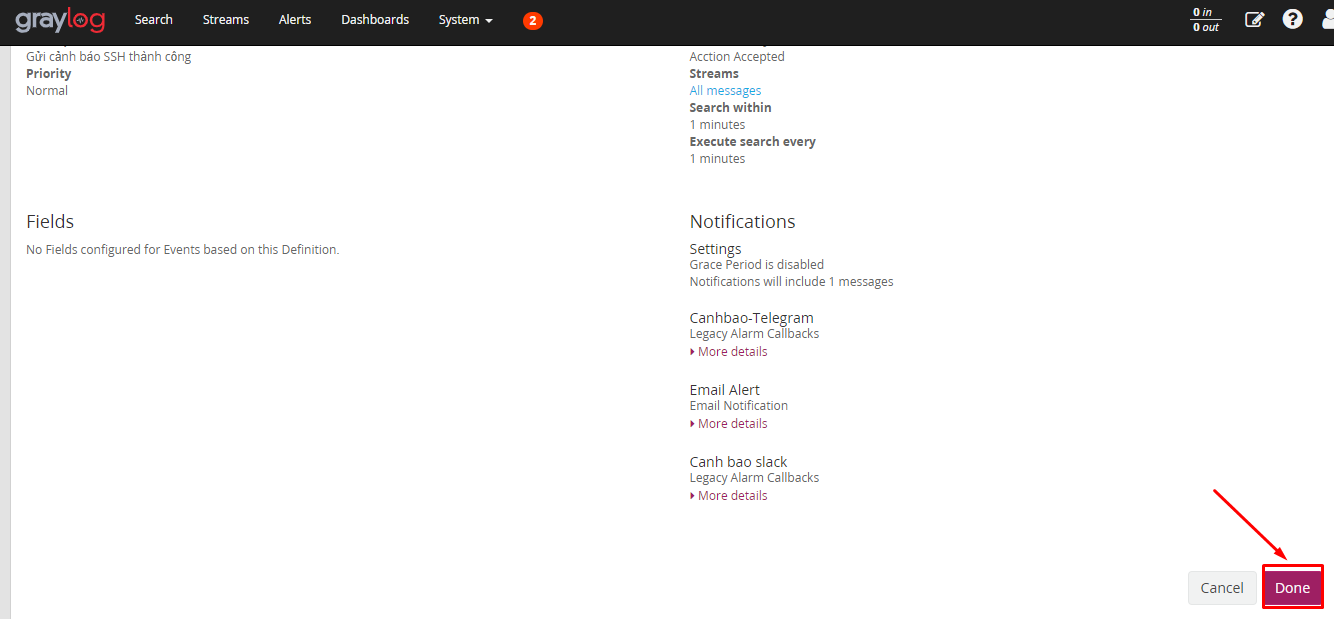 graylog Search Streams Alerts Dashboards System 2 0 in
0 out
Gửi cảnh báo SSH thành công
Priority
Normal
Acction Accepted
Streams
All messages
Search within
1 minutes
Execute search every
1 minutes
Fields
No Fields configured for Events based on this Definition.
Notifications
Settings
Grace Period is disabled
Notifications will include 1 messages
Canhbao-Telegram
Legacy Alarm Callbacks
More details
Email Alert
Email Notification
More details
Canh bao slack
Legacy Alarm Callbacks
More details
Cancel Done